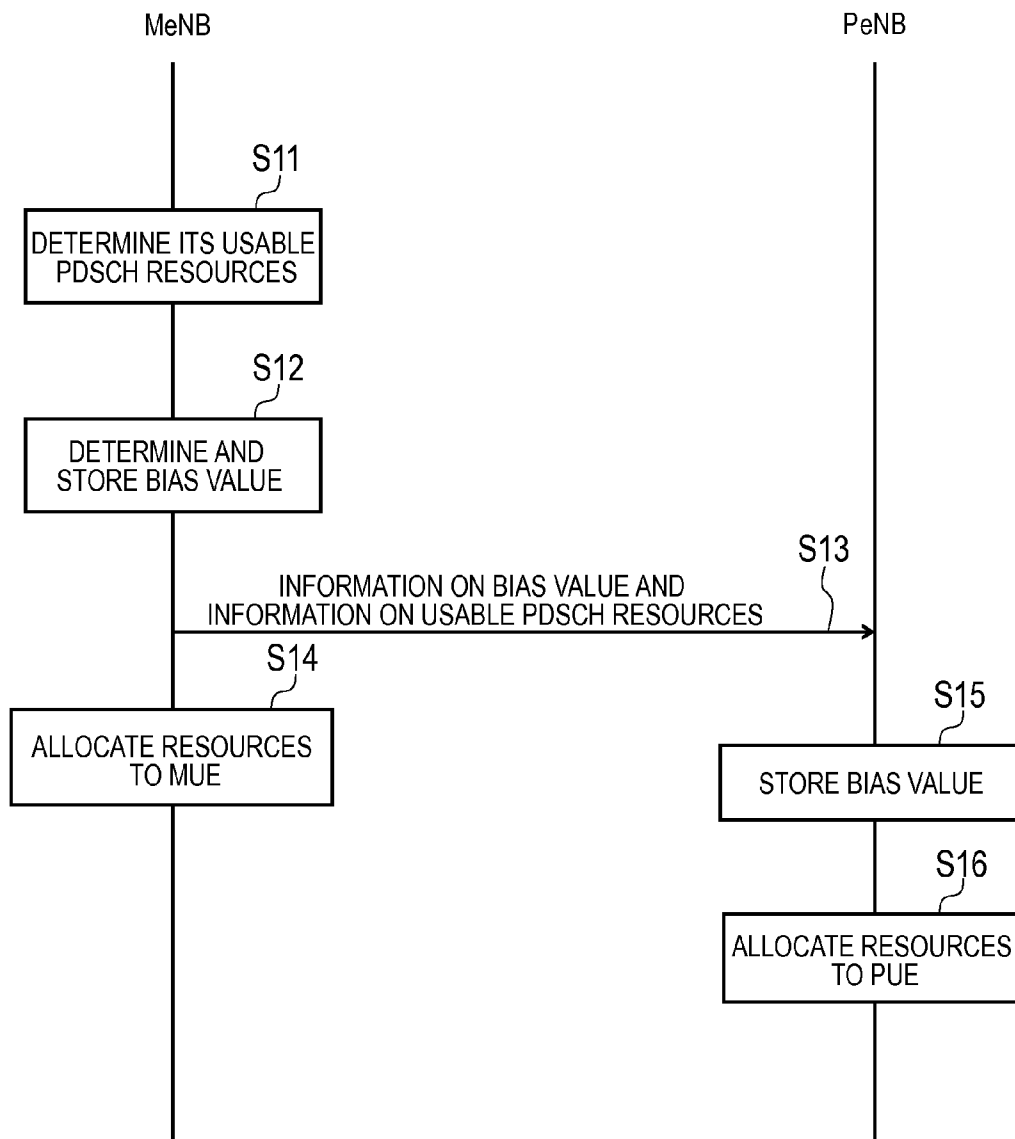 MeNB
PeNB
S11
DETERMINE ITS USABLE
PDSCH RESOURCES
S12
DETERMINE AND
STORE BIAS VALUE
S13
INFORMATION ON BIAS VALUE AND
INFORMATION ON USABLE PDSCH RESOURCES
S14
ALLOCATE RESOURCES
TO MUE
S15
STORE BIAS VALUE
S16
ALLOCATE RESOURCES
TO PUE